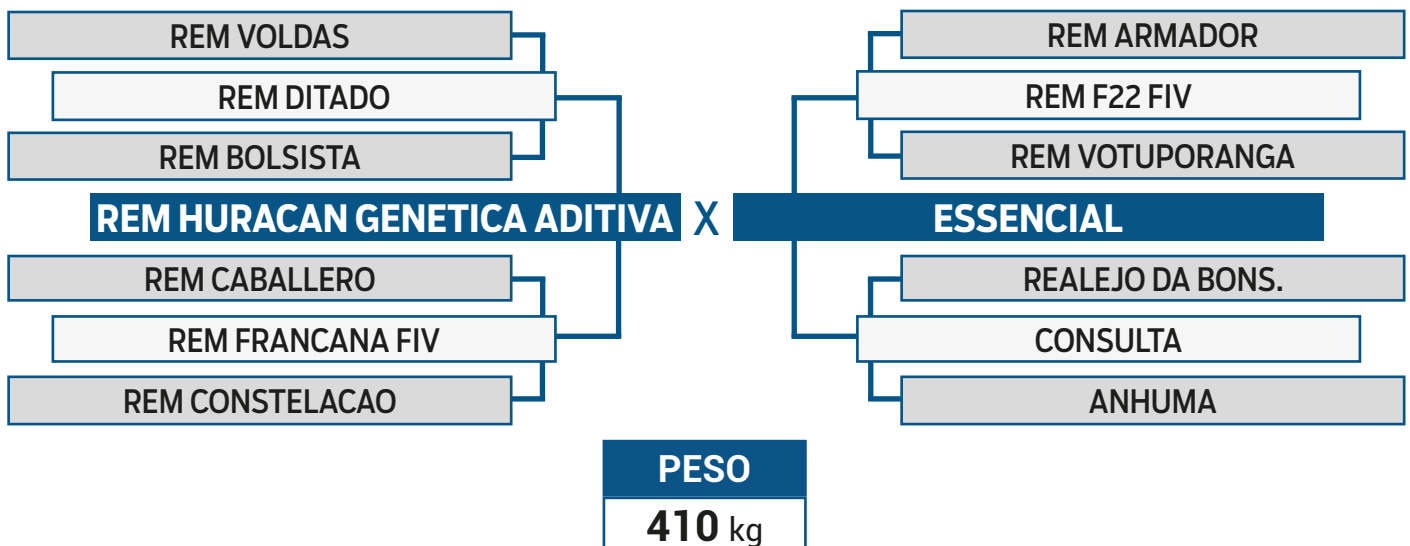 REM VOLDAS
REM DITADO
REM BOLSISTA
REM ARMADOR
REM F22 FIV
REM VOTUPORANGA
REM HURACAN GENETICA ADITIVA X ESSENCIAL
REM CABALLERO
REM FRANCANA FIV
REM CONSTELACAO
REALEJO DA BONS.
CONSULTA
ANHUMA
PESO
410 kg